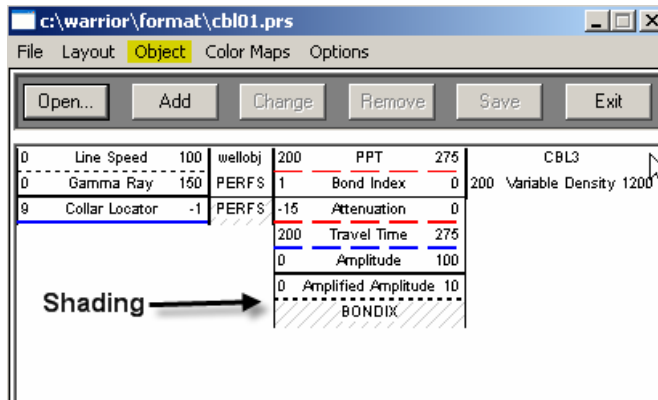 c:\warrior\format\cbl01.prs
File Layout Object Color Maps Options
Open... Add Change Remove Save Exit
0 Line Speed 100 wellobj 200 PPT 275 CBL3
0 Gamma Ray 150 PERFS 1 Bond Index 0 200 Variable Density 1200
9 Collar Locator -1 PERFS -15 Attenuation 0
200 Travel Time 275
0 Amplitude 100
0 Amplified Amplitude 10
Shading BONDIX